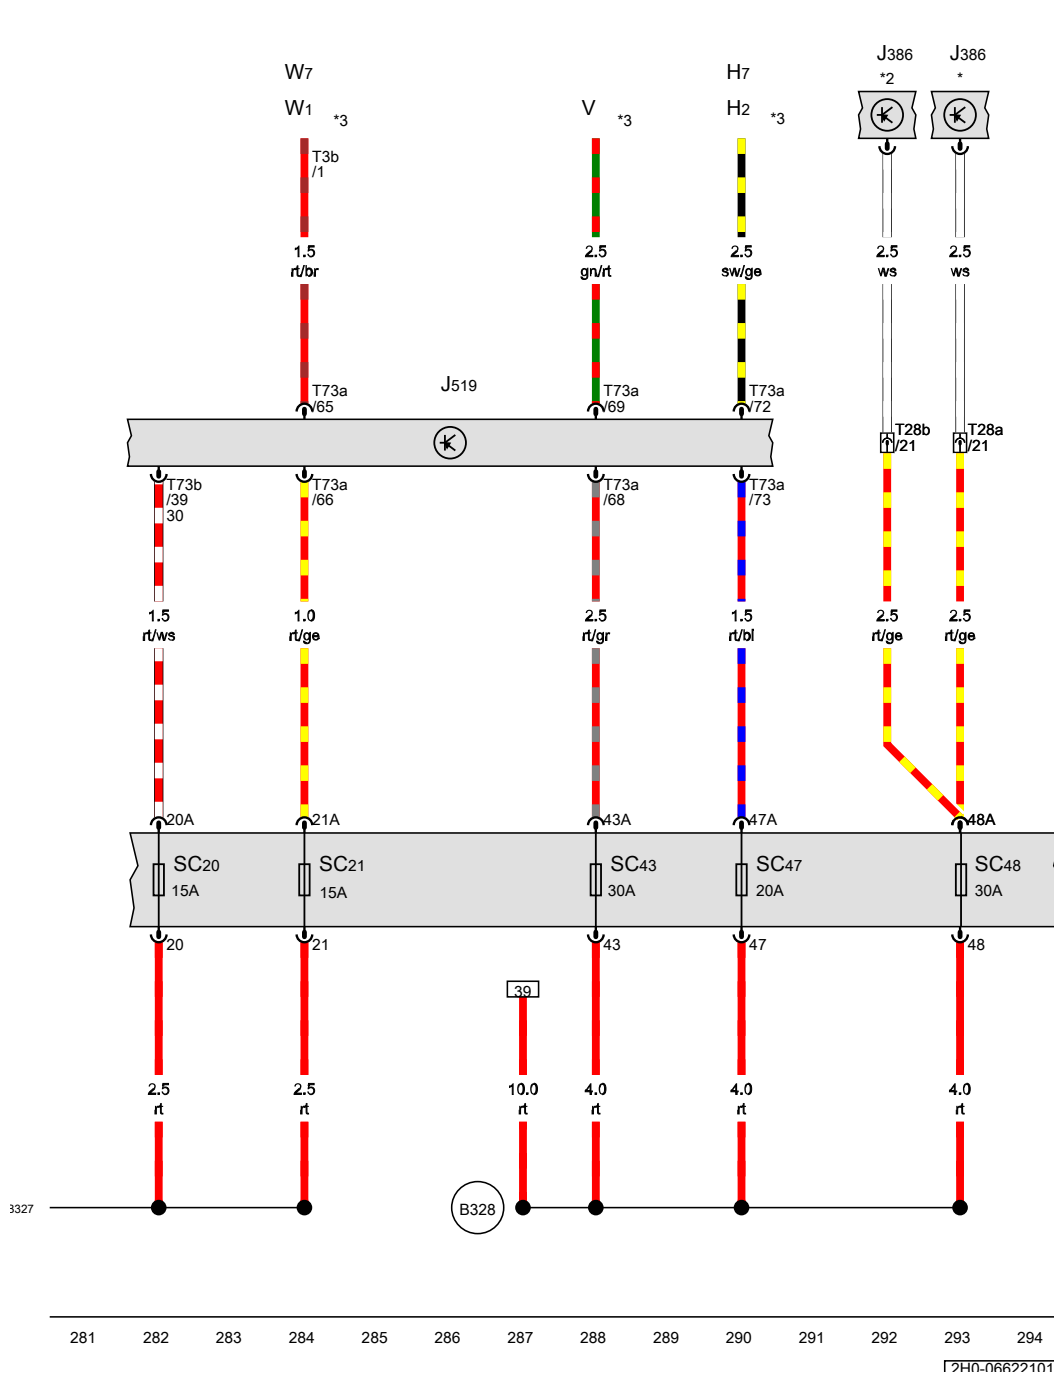 J386 J386
*2 *
W7 H7
W1 *3 V *3 H2 *3
T3b
/1
1.5 2.5 2.5 2.5 2.5
rt/br gn/rt sw/ge ws ws
J519
T73a T73a T73a
/65 /69 /72
T28b T28a
/21 /21
T73b T73a T73a T73a
/39 /66 /68 /73
30
1.5 1.0 2.5 1.5 2.5 2.5
rt/ws rt/ge rt/gr rt/bl rt/ge rt/ge
20A 21A 43A 47A 48A
SC20 SC21 SC43 SC47 SC48
15A 15A 30A 20A 30A
20 21 43 47 48
39
2.5 2.5 10.0 4.0 4.0 4.0
rt rt rt rt rt rt
B328
281 282 283 284 285 286 287 288 289 290 291 292 293 294
2H0-06622101